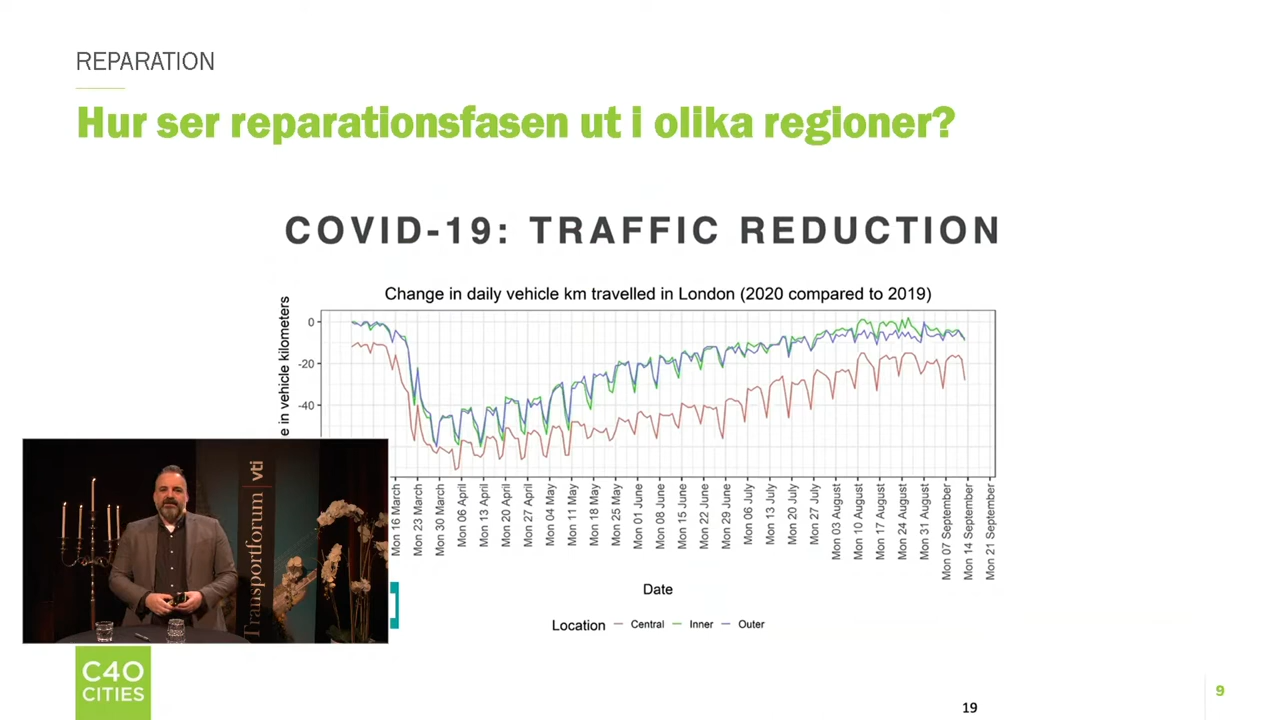 REPARATION
Hur ser reparationsfasen ut i olika regioner?
COVID-19: TRAFFIC REDUCTION
Change in daily vehicle km travelled in London (2020 compared to 2019)
e in vehicle kilometers
0
-20
-40
Mon 16 March
Mon 23 March
Mon 30 March
Mon 06 April
Mon 13 April
Mon 20 April
Mon 27 April
Mon 04 May
Mon 11 May
Mon 18 May
Mon 25 May
Mon 01 June
Mon 08 June
Mon 15 June
Mon 22 June
Mon 29 June
Mon 06 July
Mon 13 July
Mon 20 July
Mon 27 July
Mon 03 August
Mon 10 August
Mon 17 August
Mon 24 August
Mon 31 August
Mon 07 September
Mon 14 September
Mon 21 September
Date
Location Central Inner Outer
Transportforum vti
C40
CITIES
9
19